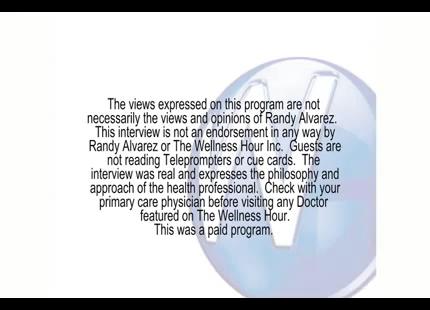 The views expressed on this program are not
necessarily the views and opinions of Randy Alvarez.
This interview is not an endorsement in any way by
Randy Alvarez or The Wellness Hour Inc. Guests are
not reading Teleprompters or cue cards. The
interview was real and expresses the philosophy and
approach of the health professional. Check with your
primary care physician before visiting any Doctor
featured on The Wellness Hour.
This was a paid program.